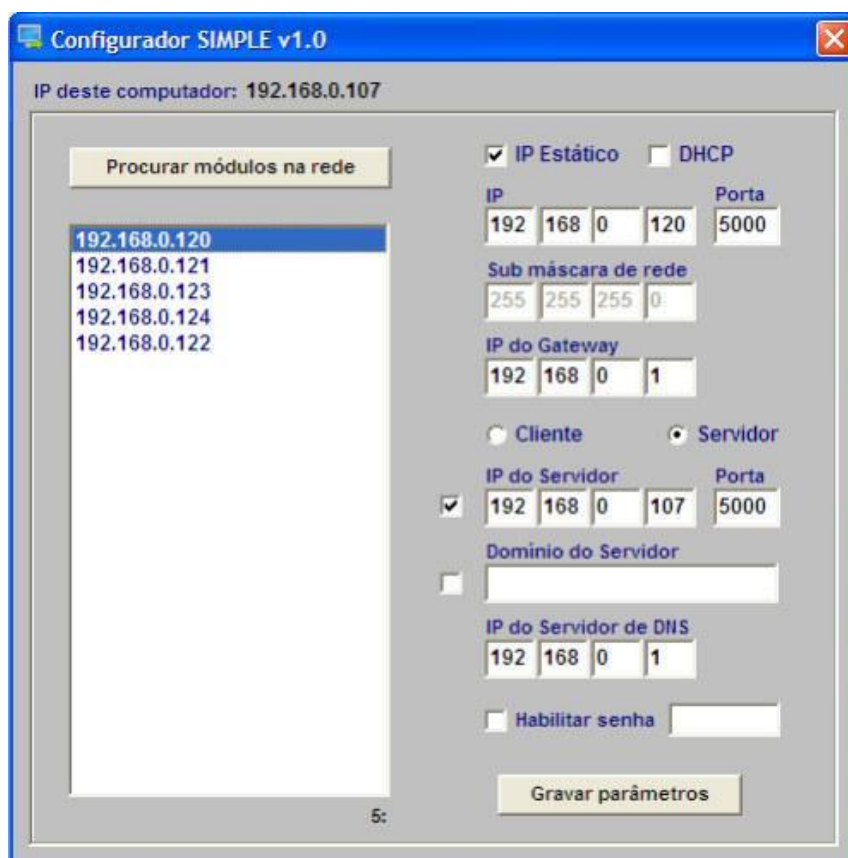 Configurador SIMPLE v1.0
IP deste computador: 192.168.0.107
Procurar módulos na rede
192.168.0.120
192.168.0.121
192.168.0.123
192.168.0.124
192.168.0.122
5:
IP Estático DHCP
IP Porta
192 168 0 120 5000
Sub máscara de rede
255 255 255 0
IP do Gateway
192 168 0 1
Cliente Servidor
IP do Servidor Porta
192 168 0 107 5000
Domínio do Servidor
IP do Servidor de DNS
192 168 0 1
Habilitar senha
Gravar parâmetros